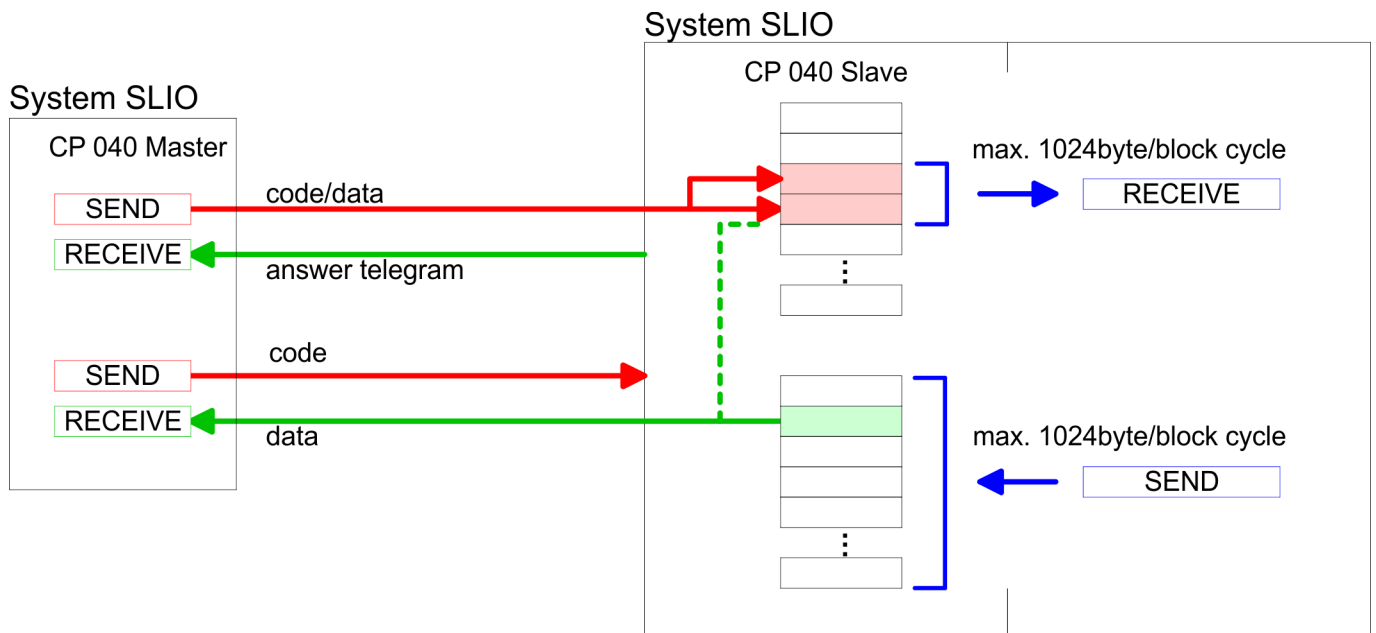 System SLIO
CP 040 Slave
System SLIO
CP 040 Master
max. 1024byte/block cycle
code/data
SEND
RECEIVE
RECEIVE
answer telegram
code
SEND
RECEIVE
data
max. 1024byte/block cycle
SEND